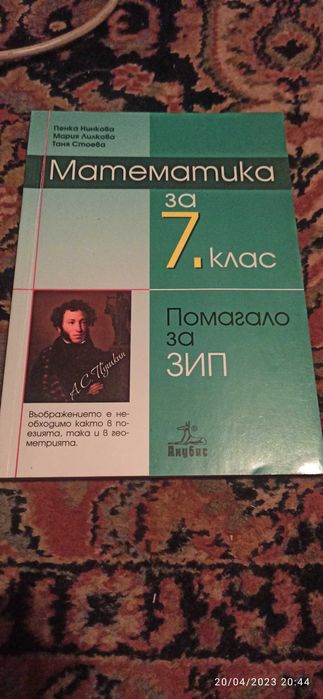 Пенка Нинкова
Мария Лилкова
Таня Стоева
Математика
за
7. клас
Помагало
за
ЗИП
А.С.Пушкин
Въображението е не-
обходимо както в по-
езията, така и в гео-
метрията.
Анубис
20/04/2023 20:44